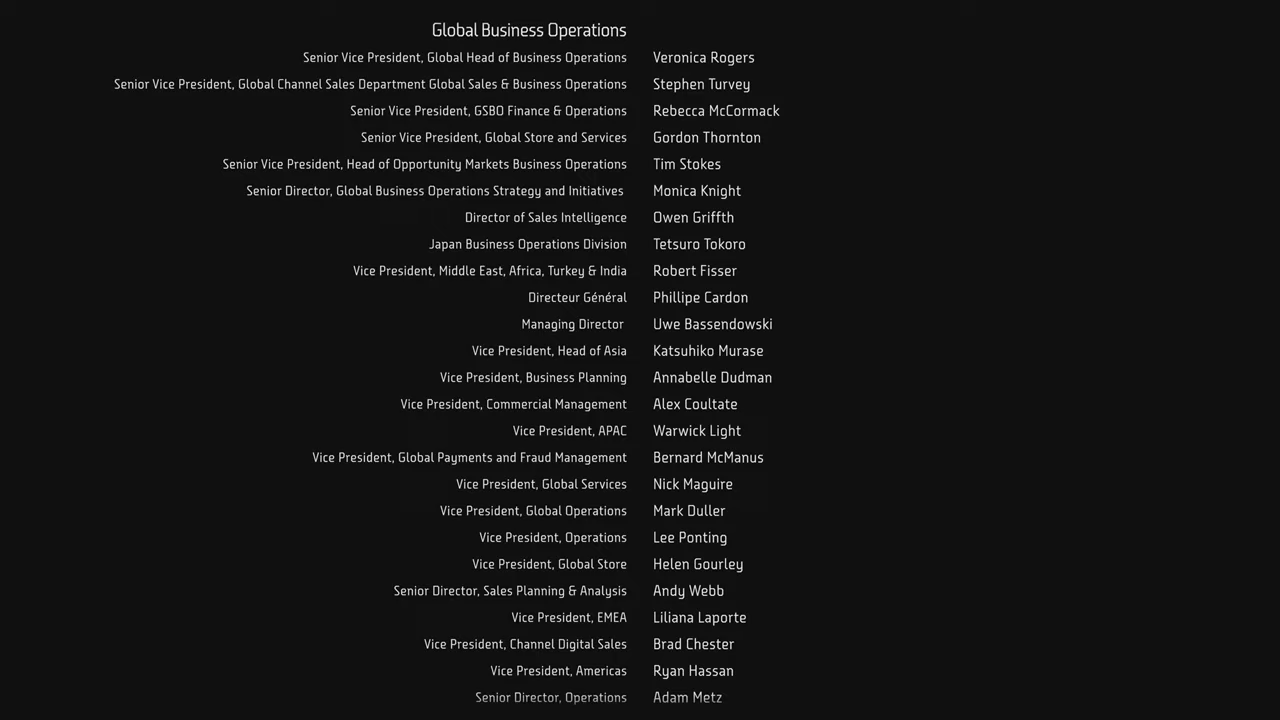 Global Business Operations
Senior Vice President, Global Head of Business Operations Veronica Rogers
Senior Vice President, Global Channel Sales Department Global Sales & Business Operations Stephen Turvey
Senior Vice President, GSBO Finance & Operations Rebecca McCormack
Senior Vice President, Global Store and Services Gordon Thornton
Senior Vice President, Head of Opportunity Markets Business Operations Tim Stokes
Senior Director, Global Business Operations Strategy and Initiatives Monica Knight
Director of Sales Intelligence Owen Griffth
Japan Business Operations Division Tetsuro Tokoro
Vice President, Middle East, Africa, Turkey & India Robert Fisser
Directeur Général Phillipe Cardon
Managing Director Uwe Bassendowski
Vice President, Head of Asia Katsuhiko Murase
Vice President, Business Planning Annabelle Dudman
Vice President, Commercial Management Alex Coultate
Vice President, APAC Warwick Light
Vice President, Global Payments and Fraud Management Bernard McManus
Vice President, Global Services Nick Maguire
Vice President, Global Operations Mark Duller
Vice President, Operations Lee Ponting
Vice President, Global Store Helen Gourley
Senior Director, Sales Planning & Analysis Andy Webb
Vice President, EMEA Liliana Laporte
Vice President, Channel Digital Sales Brad Chester
Vice President, Americas Ryan Hassan
Senior Director, Operations Adam Metz